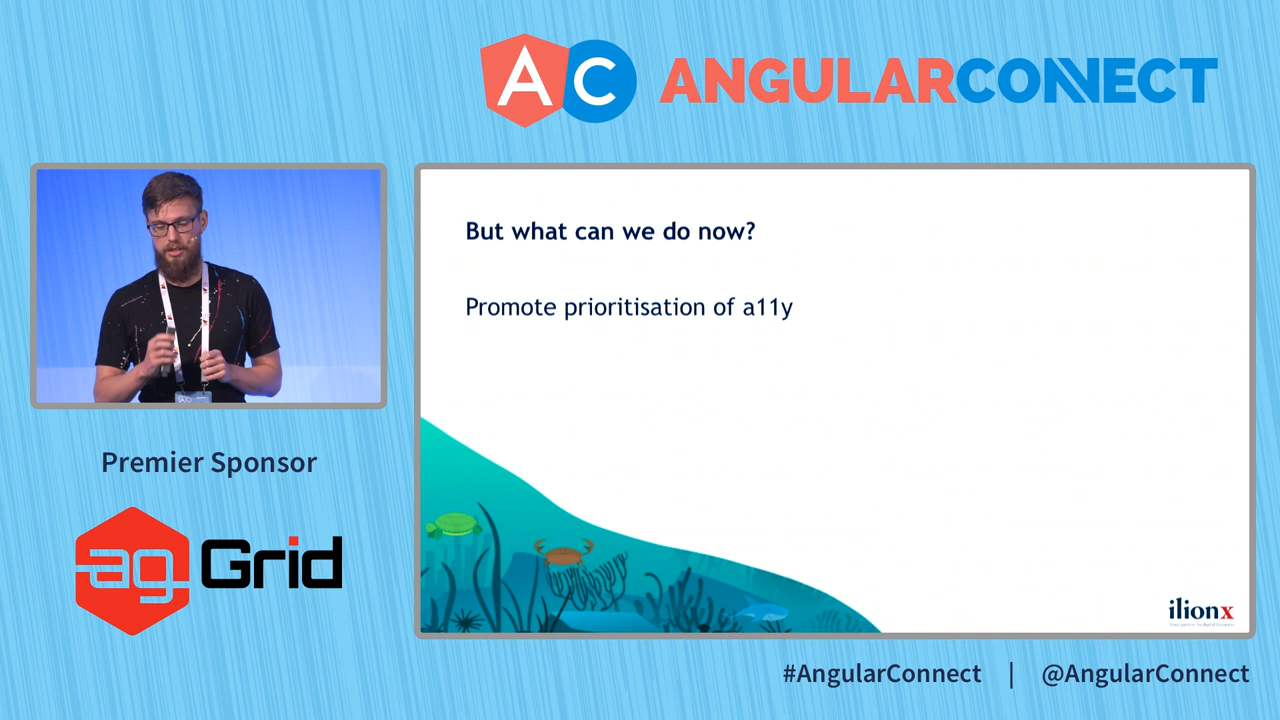 AC ANGULARCONNECT
But what can we do now?
Promote prioritisation of a11y
Premier Sponsor
ag Grid
ilionx
#AngularConnect | @AngularConnect